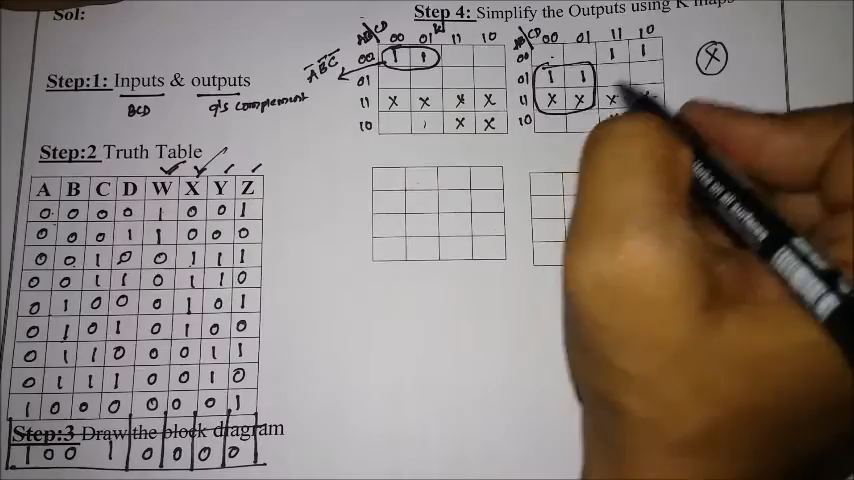 Sol:
Step 4: Simplify the Outputs using K maps
Step:1: Inputs & outputs
BCD 9's complement
Step:2 Truth Table
A B C D W X Y Z
0 0 0 0 1 0 0 1
0 0 0 1 1 0 0 0
0 0 1 0 0 1 1 1
0 0 1 1 0 1 1 0
0 1 0 0 0 1 0 1
0 1 0 1 0 1 0 0
0 1 1 0 0 0 1 1
0 1 1 1 0 0 1 0
1 0 0 0 0 0 0 1
Step:3 Draw the block diagram
1 0 0 1 0 0 0 0
AB CD 00 01 11 10
00 1 1
01
11 X X X X
10 X X
A̅ B̅ C̅
AB CD 00 01 11 10
00 1 1
01 1 1
11 X X X
10
X